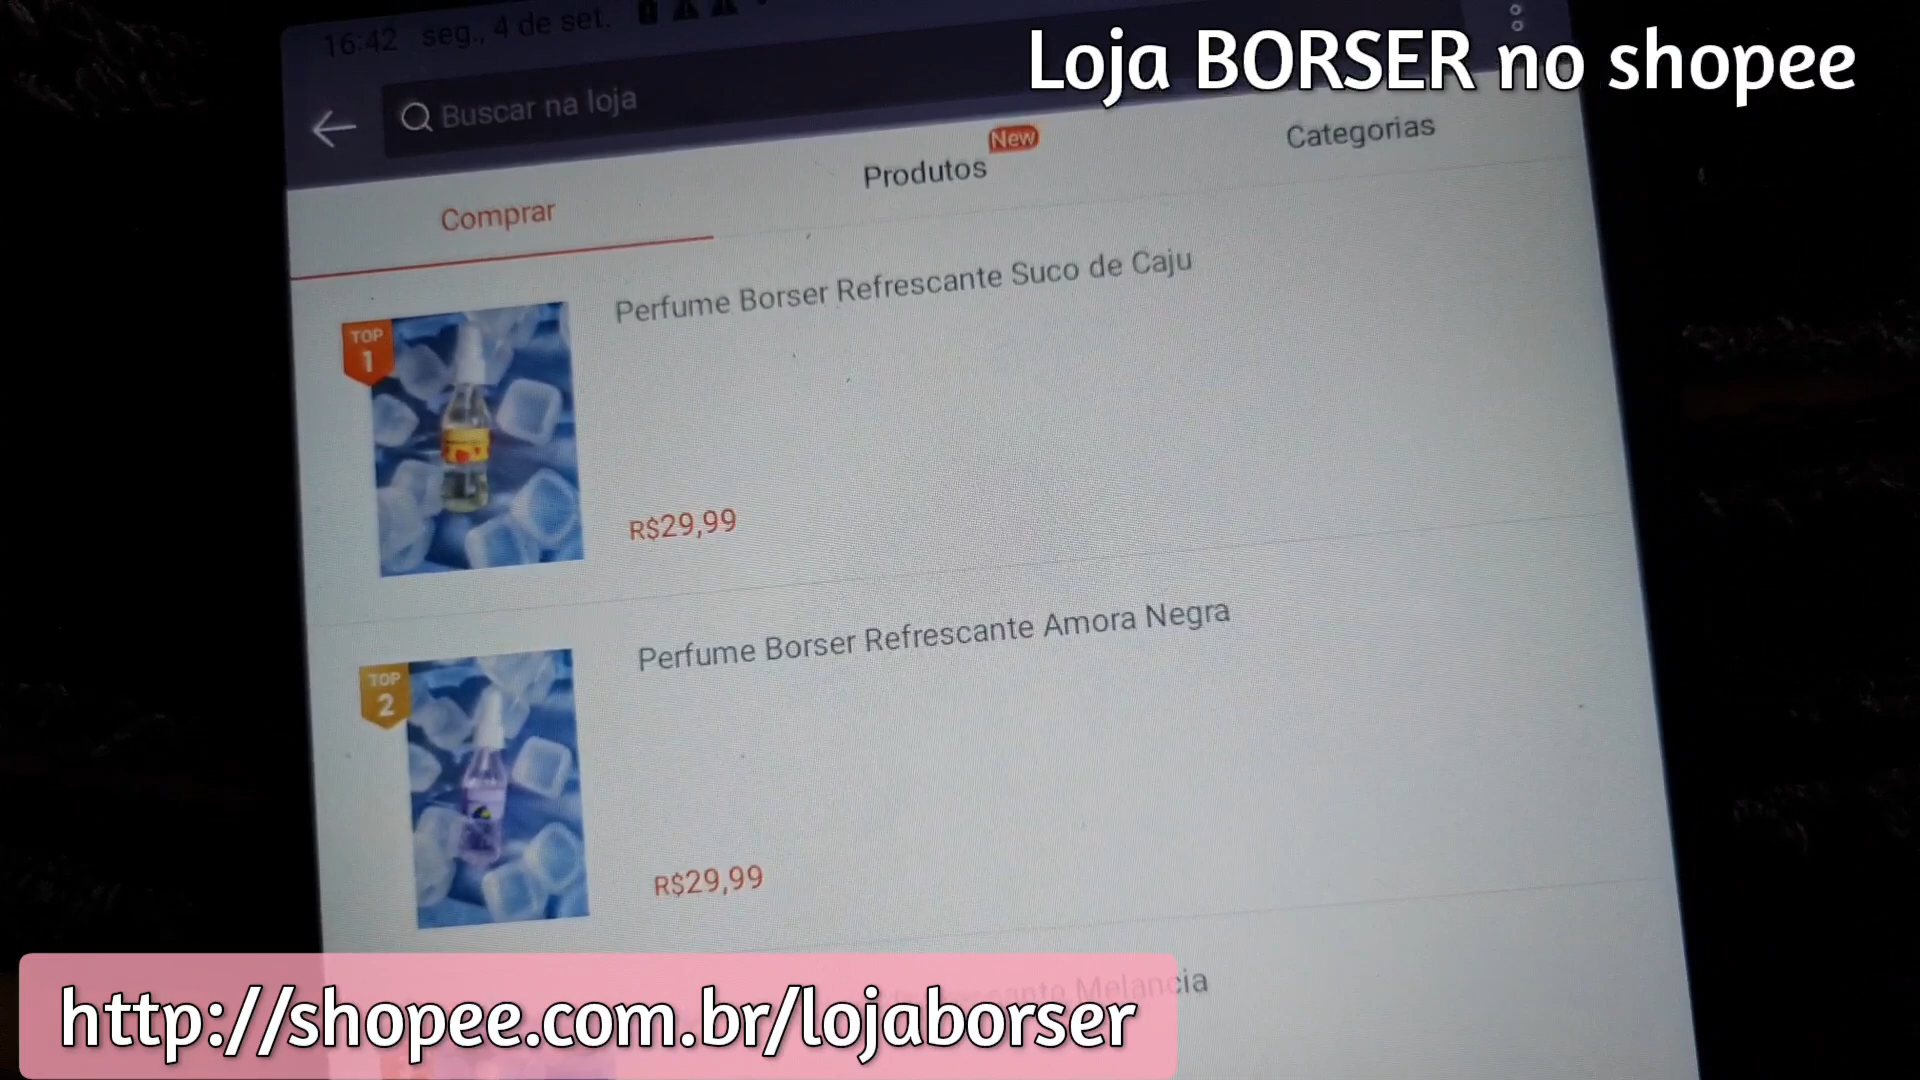 16:42 seg., 4 de set.
Loja BORSER no shopee
Buscar na loja
Comprar
Produtos
New
Categorias
TOP
1
Perfume Borser Refrescante Suco de Caju
R$29,99
TOP
2
Perfume Borser Refrescante Amora Negra
R$29,99
Melancia
http://shopee.com.br/lojaborser